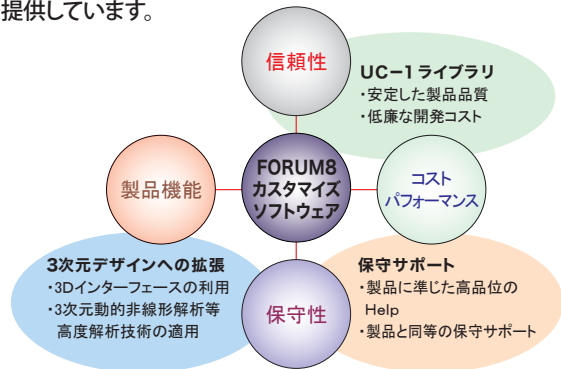 提供しています。
信頼性
UC−1 ライブラリ
・安定した製品品質
・低廉な開発コスト
製品機能
FORUM8
カスタマイズ
ソフトウェア
コスト
パフォーマンス
3次元デザインへの拡張
・3Dインターフェースの利用
・3次元動的非線形解析等
高度解析技術の適用
保守性
保守サポート
・製品に準じた高品位の
Help
・製品と同等の保守サポート